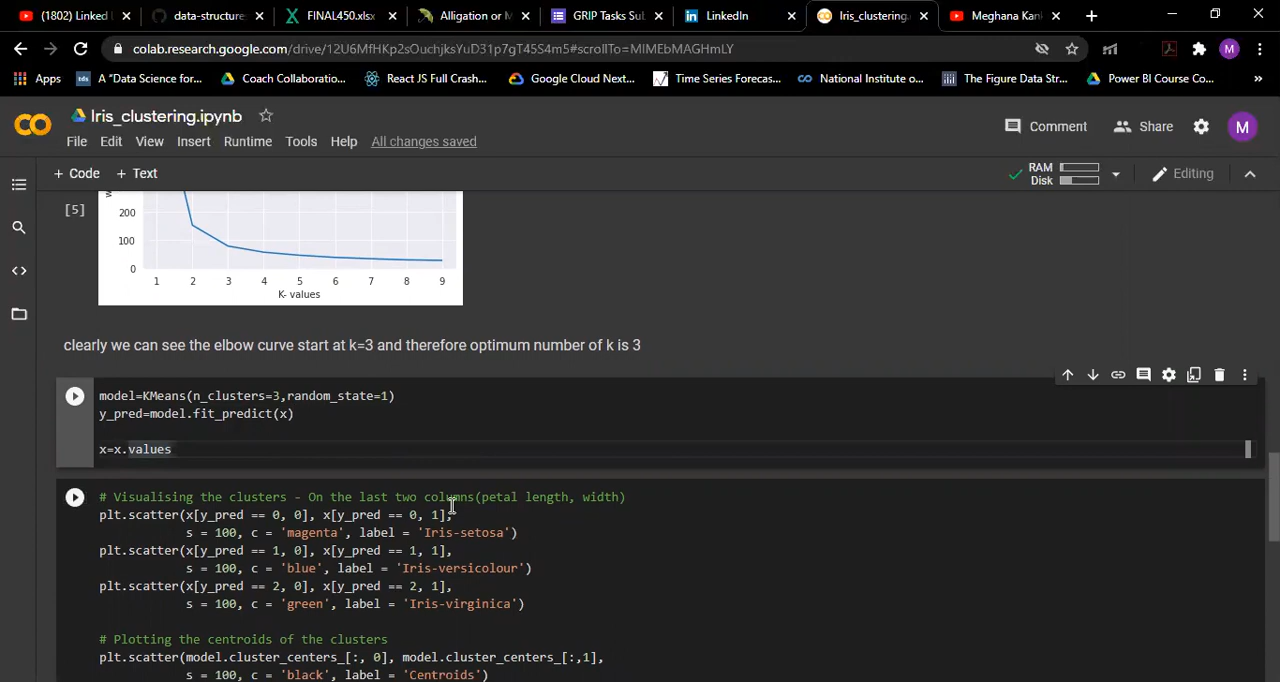 (1802) Linked
data-structure
FINAL450.xlsx
Alligation or M
GRIP Tasks Su
LinkedIn
Iris_clustering.
Meghana Kan
colab.research.google.com/drive/12U6MfHKp2sOuchjksYuD31p7gT45S4m5#scrollTo=MIMEbMAGHmLY
M
Apps
tds
A "Data Science for...
Coach Collaboratio...
React JS Full Crash...
Google Cloud Next...
Time Series Forecas...
National Institute o...
The Figure Data Str...
Power BI Course Co...
»
Iris_clustering.ipynb
Comment
Share
M
File
Edit
View
Insert
Runtime
Tools
Help
All changes saved
+ Code
+ Text
RAM
Disk
Editing
[5]
200
100
0
1 2 3 4 5 6 7 8 9
K- values
clearly we can see the elbow curve start at k=3 and therefore optimum number of k is 3
model=KMeans(n_clusters=3,random_state=1)
y_pred=model.fit_predict(x)
x=x.values
# Visualising the clusters - On the last two columns(petal length, width)
plt.scatter(x[y_pred == 0, 0], x[y_pred == 0, 1],
s = 100, c = 'magenta', label = 'Iris-setosa')
plt.scatter(x[y_pred == 1, 0], x[y_pred == 1, 1],
s = 100, c = 'blue', label = 'Iris-versicolour')
plt.scatter(x[y_pred == 2, 0], x[y_pred == 2, 1],
s = 100, c = 'green', label = 'Iris-virginica')
# Plotting the centroids of the clusters
plt.scatter(model.cluster_centers_[:, 0], model.cluster_centers_[:,1],
s = 100, c = 'black', label = 'Centroids')